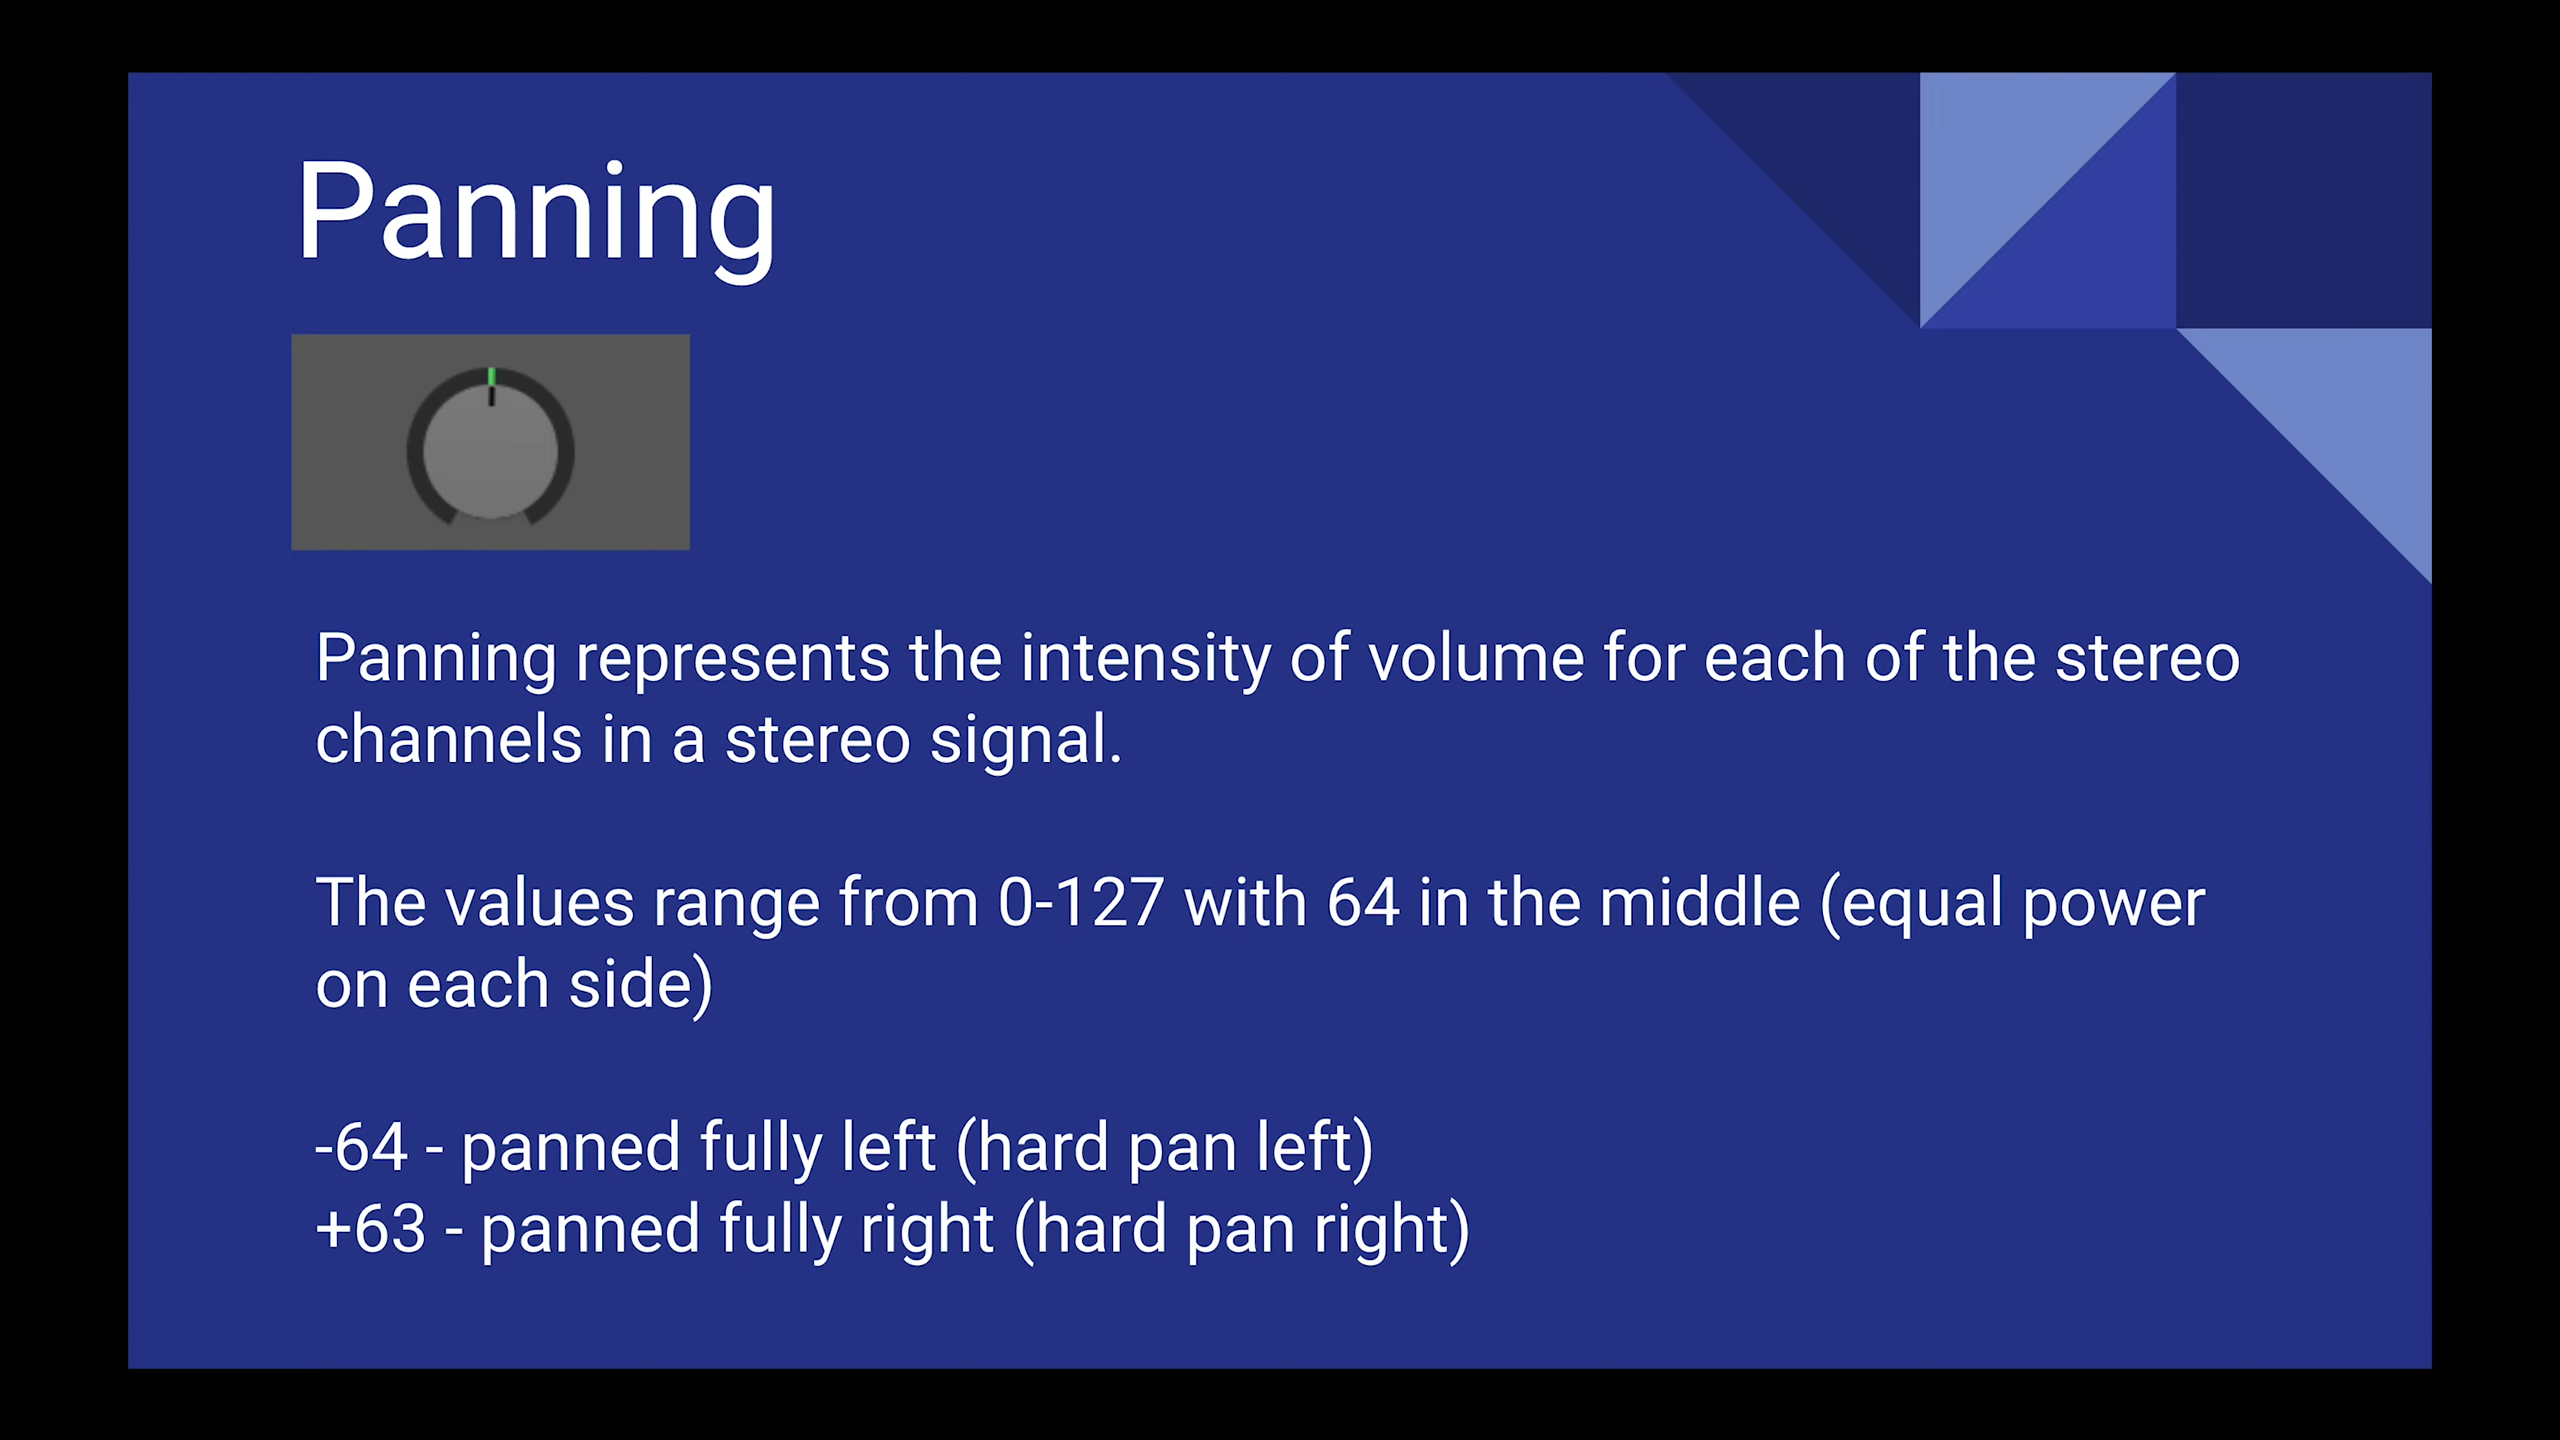 Panning
Panning represents the intensity of volume for each of the stereo
channels in a stereo signal.
The values range from 0-127 with 64 in the middle (equal power
on each side)
-64 - panned fully left (hard pan left)
+63 - panned fully right (hard pan right)